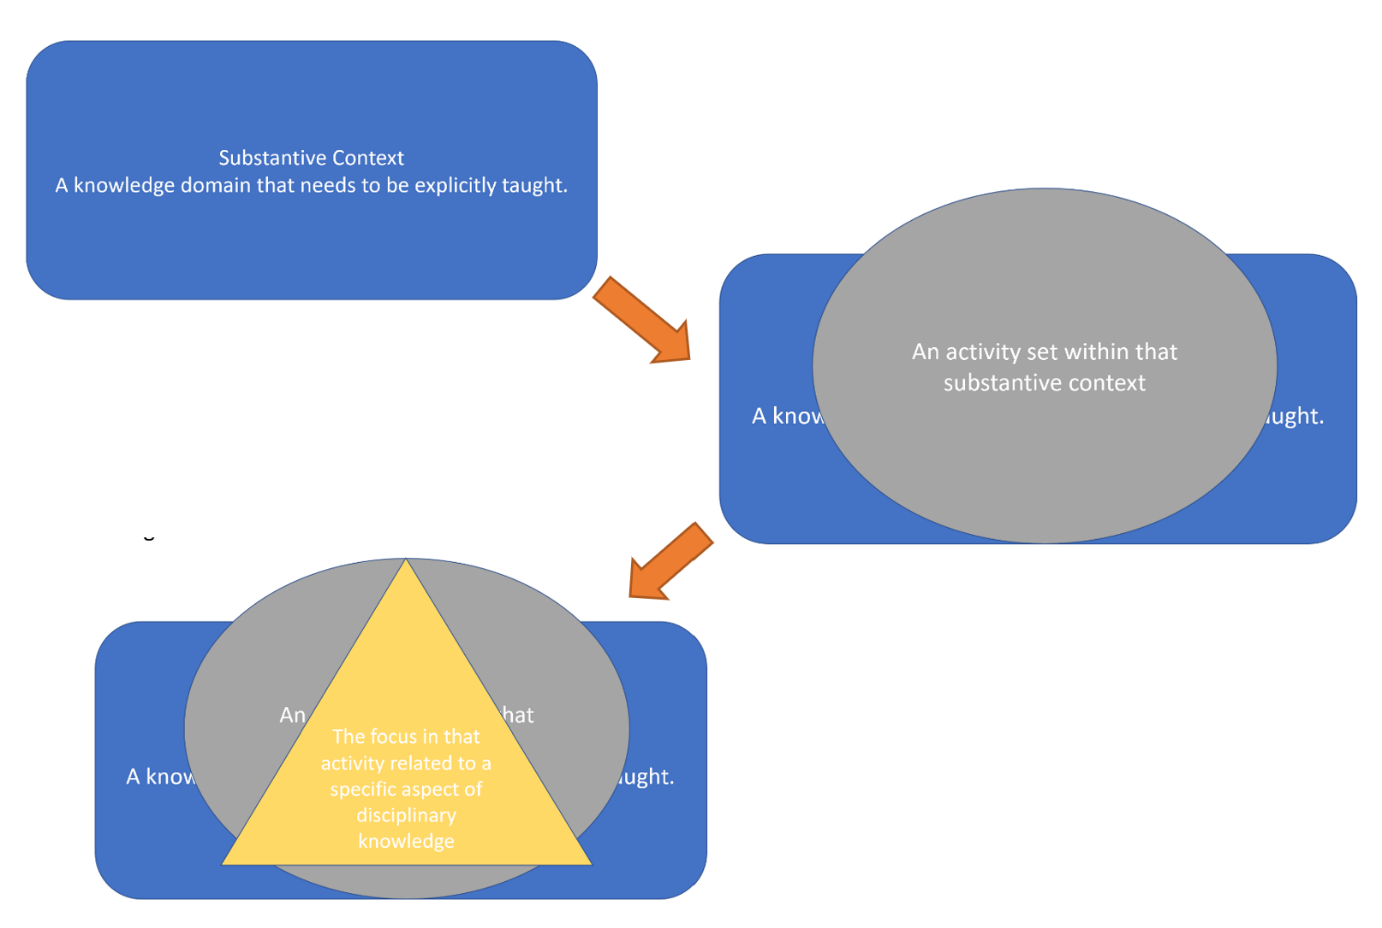 Substantive Context
A knowledge domain that needs to be explicitly taught.
An activity set within that
substantive context
A know
ught.
An
hat
The focus in that
activity related to a
specific aspect of
disciplinary
knowledge
A know
ught.